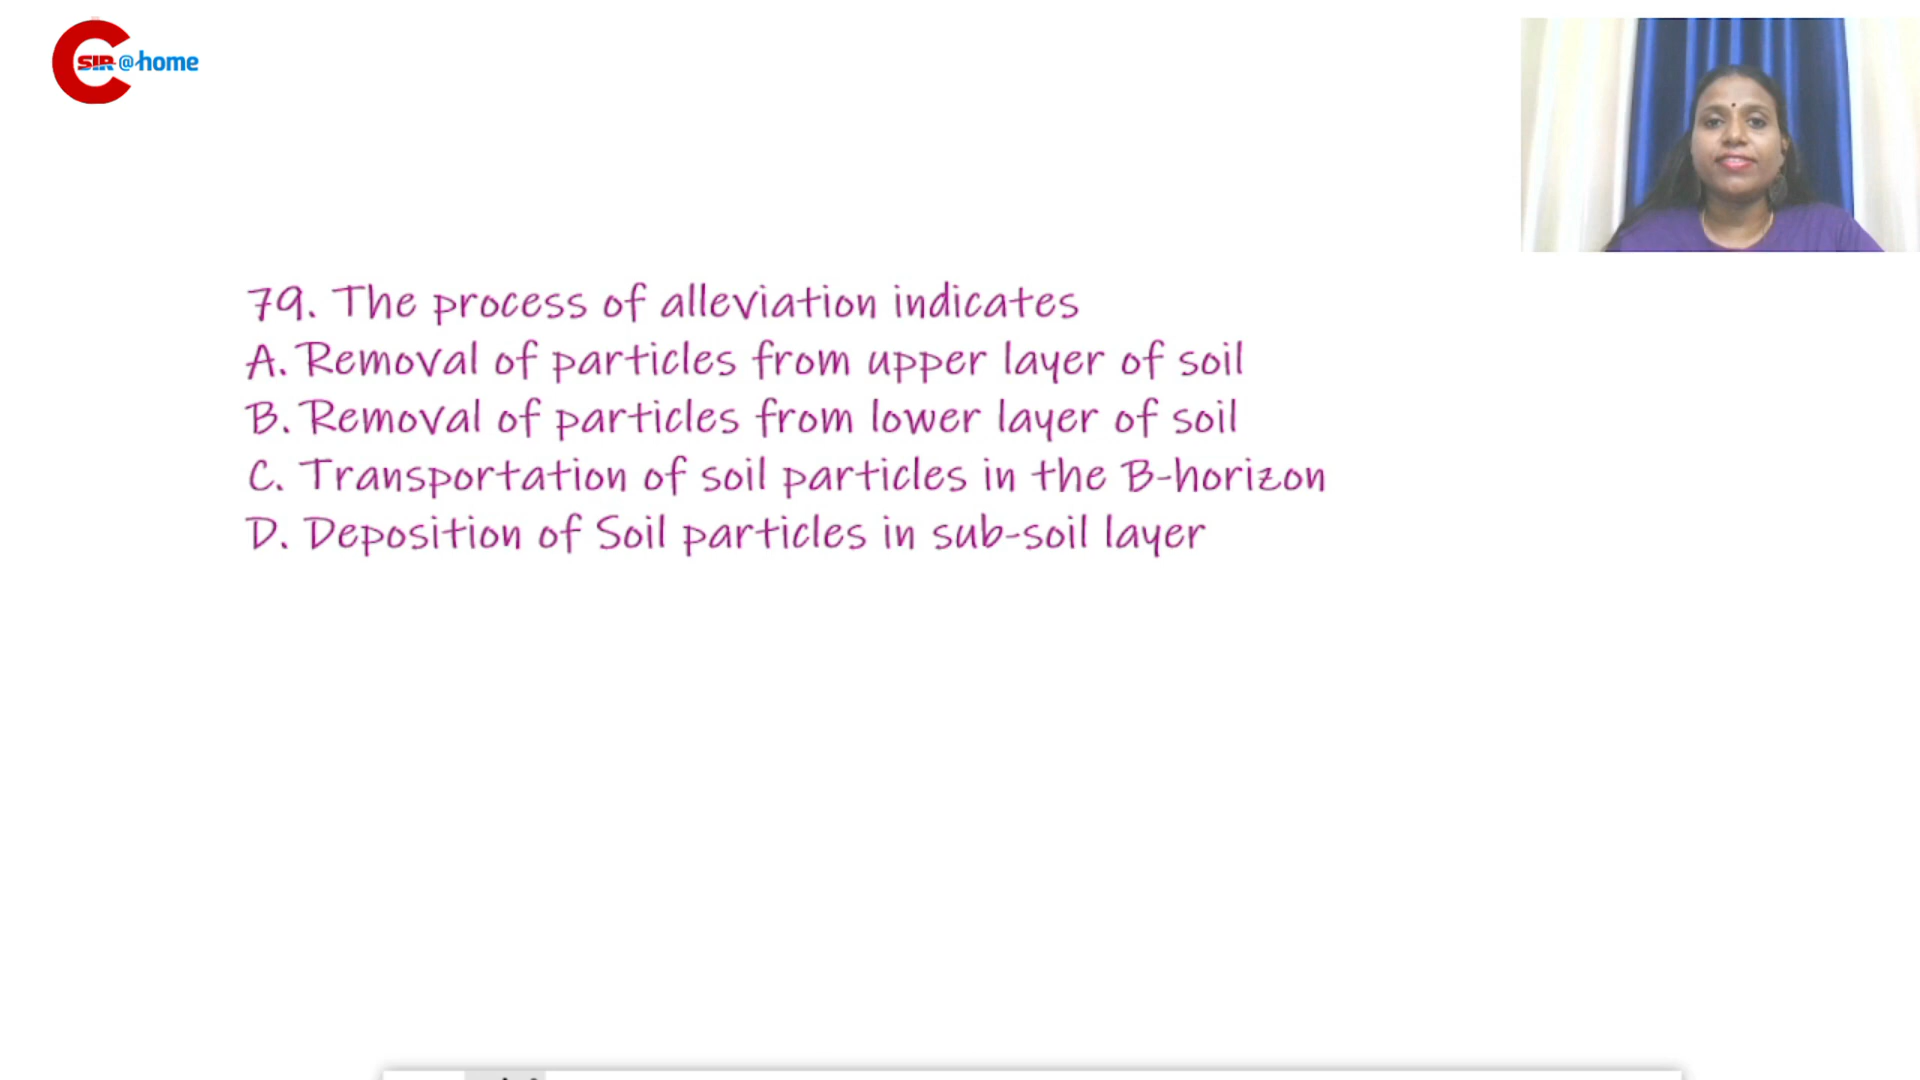 CSIR @home
79. The process of alleviation indicates
A. Removal of particles from upper layer of soil
B. Removal of particles from lower layer of soil
C. Transportation of soil particles in the B-horizon
D. Deposition of Soil particles in sub-soil layer